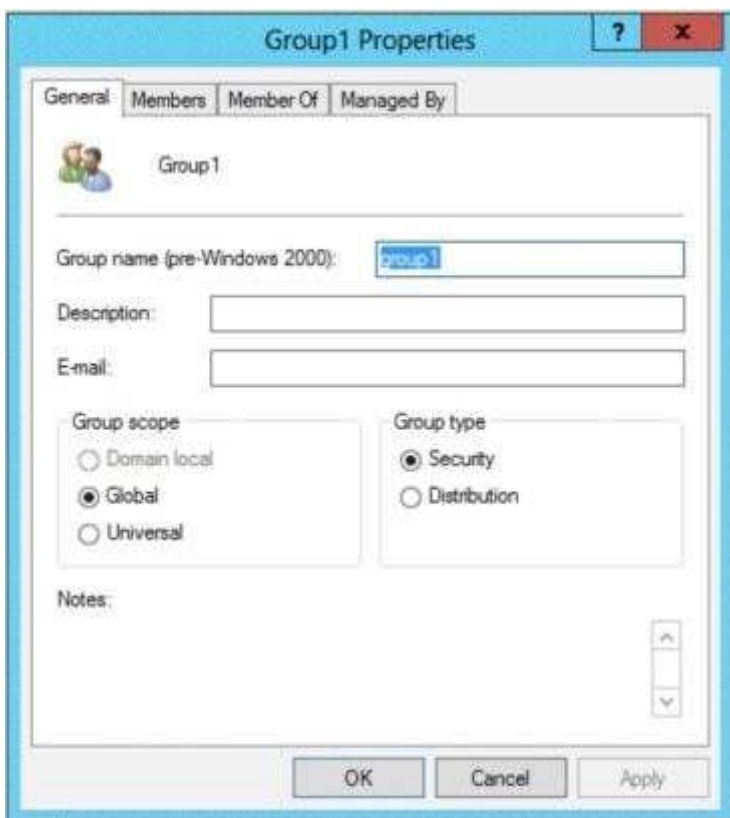 Group1 Properties ? x
General Members Member Of Managed By
Group1
Group name (pre-Windows 2000): group1
Description:
E-mail:
Group scope Group type
Domain local Security
Global Distribution
Universal
Notes:
OK Cancel Apply